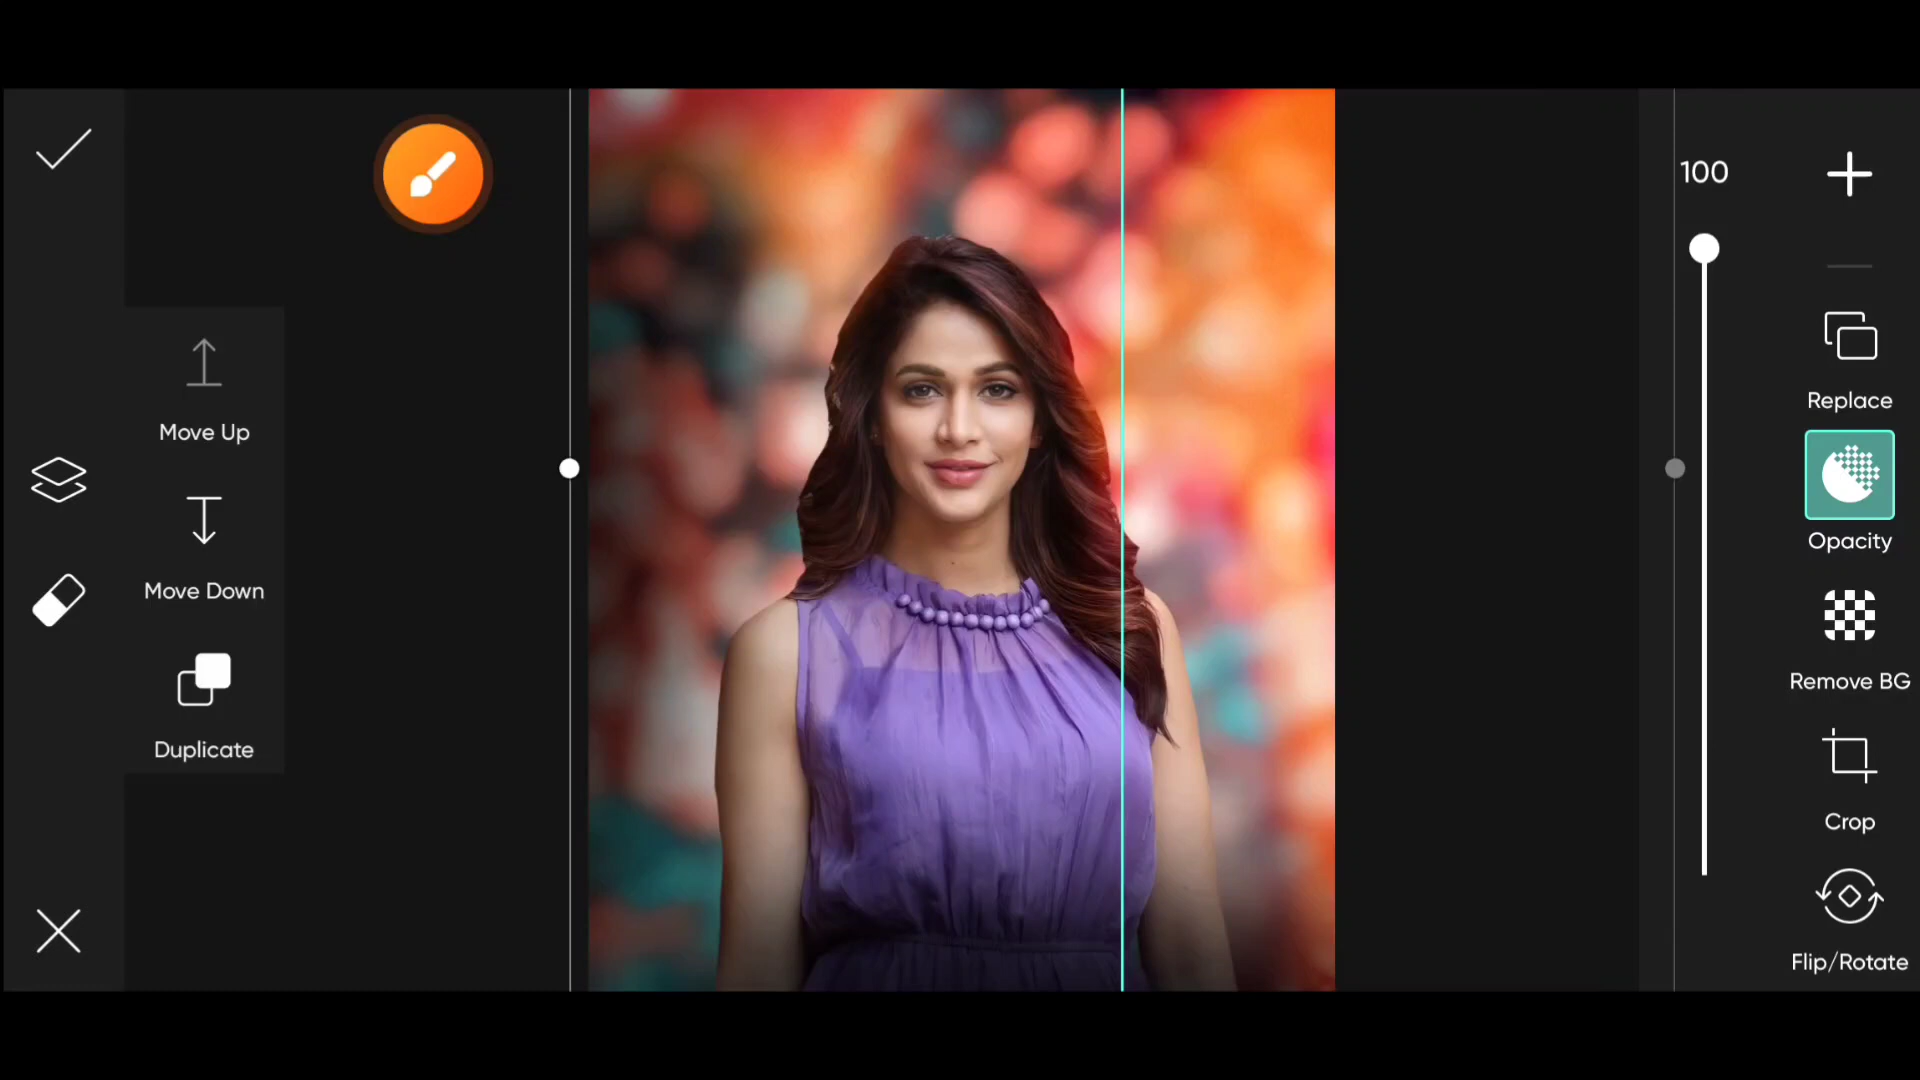 Move Up
Move Down
Duplicate
100
Replace
Opacity
Remove BG
Crop
Flip/Rotate